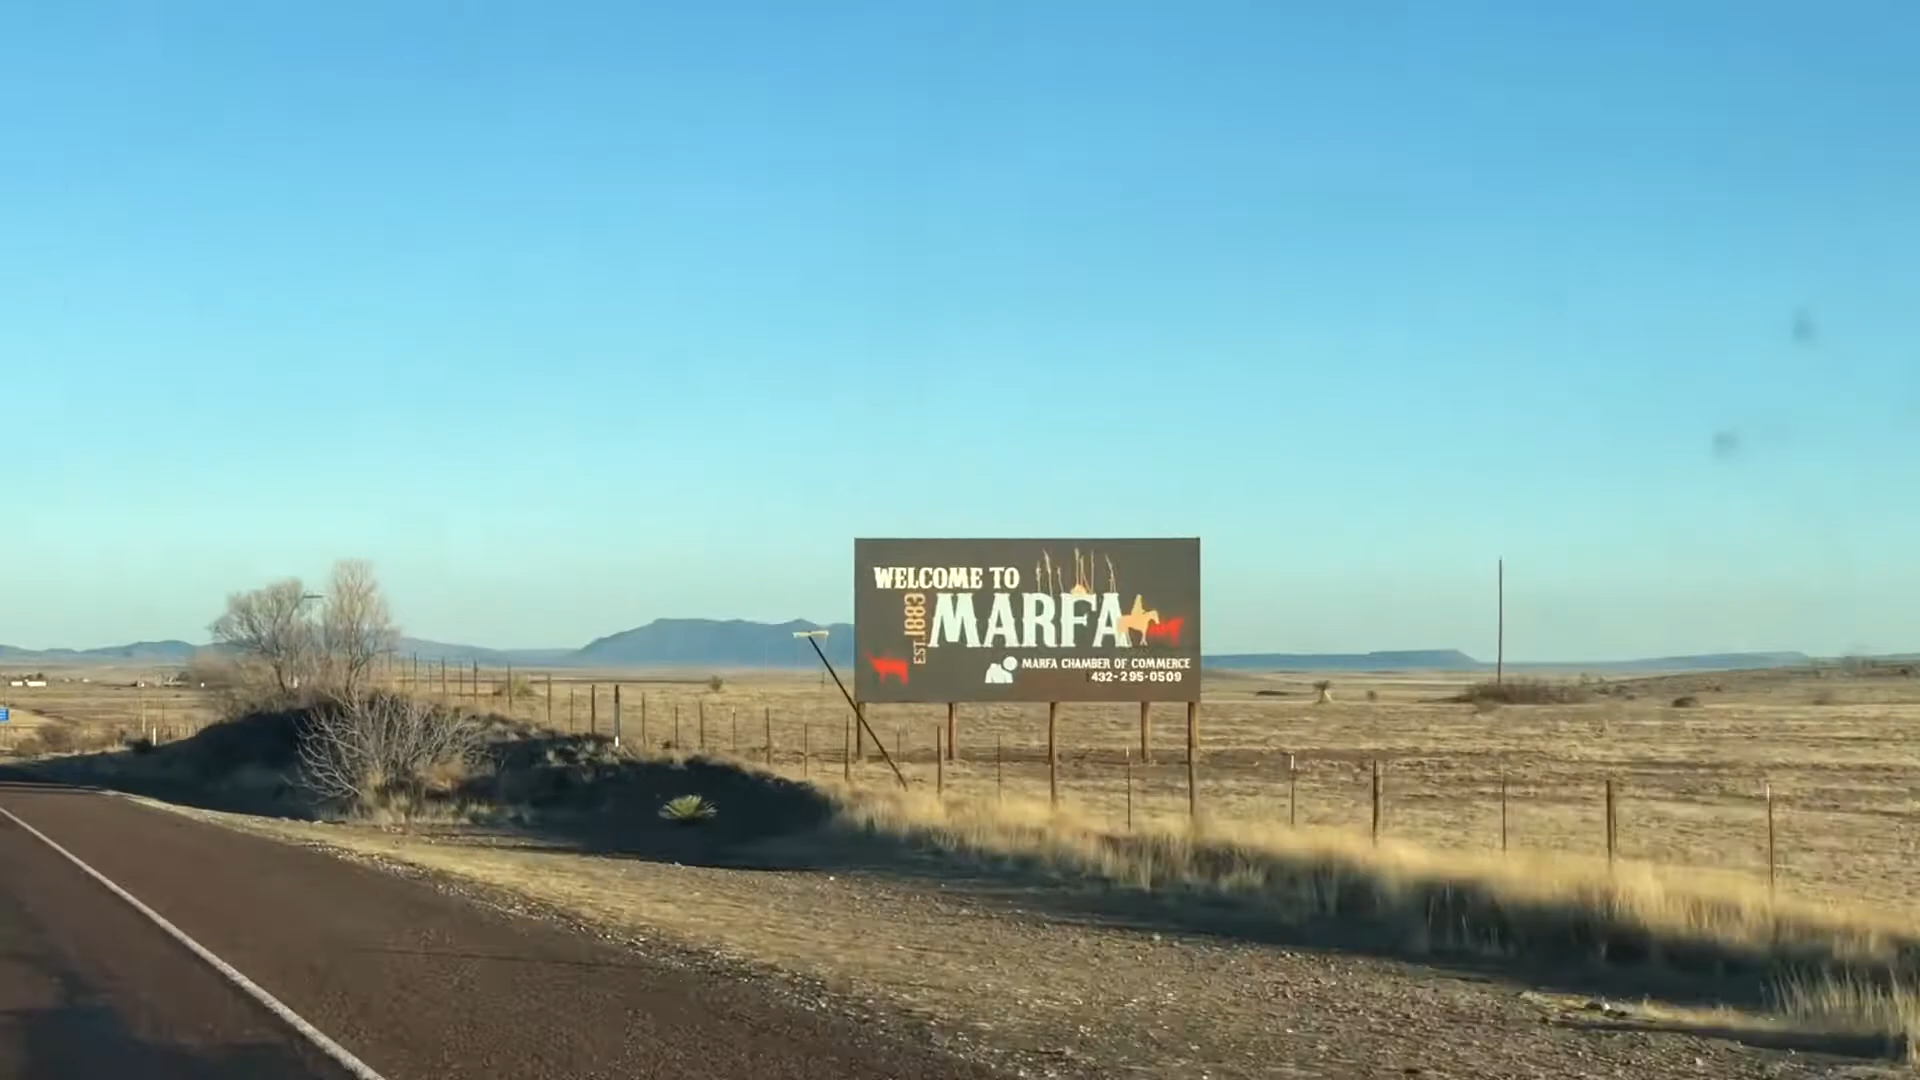 WELCOME TO
EST.1883
MARFA
MARFA CHAMBER OF COMMERCE
432-295-0509